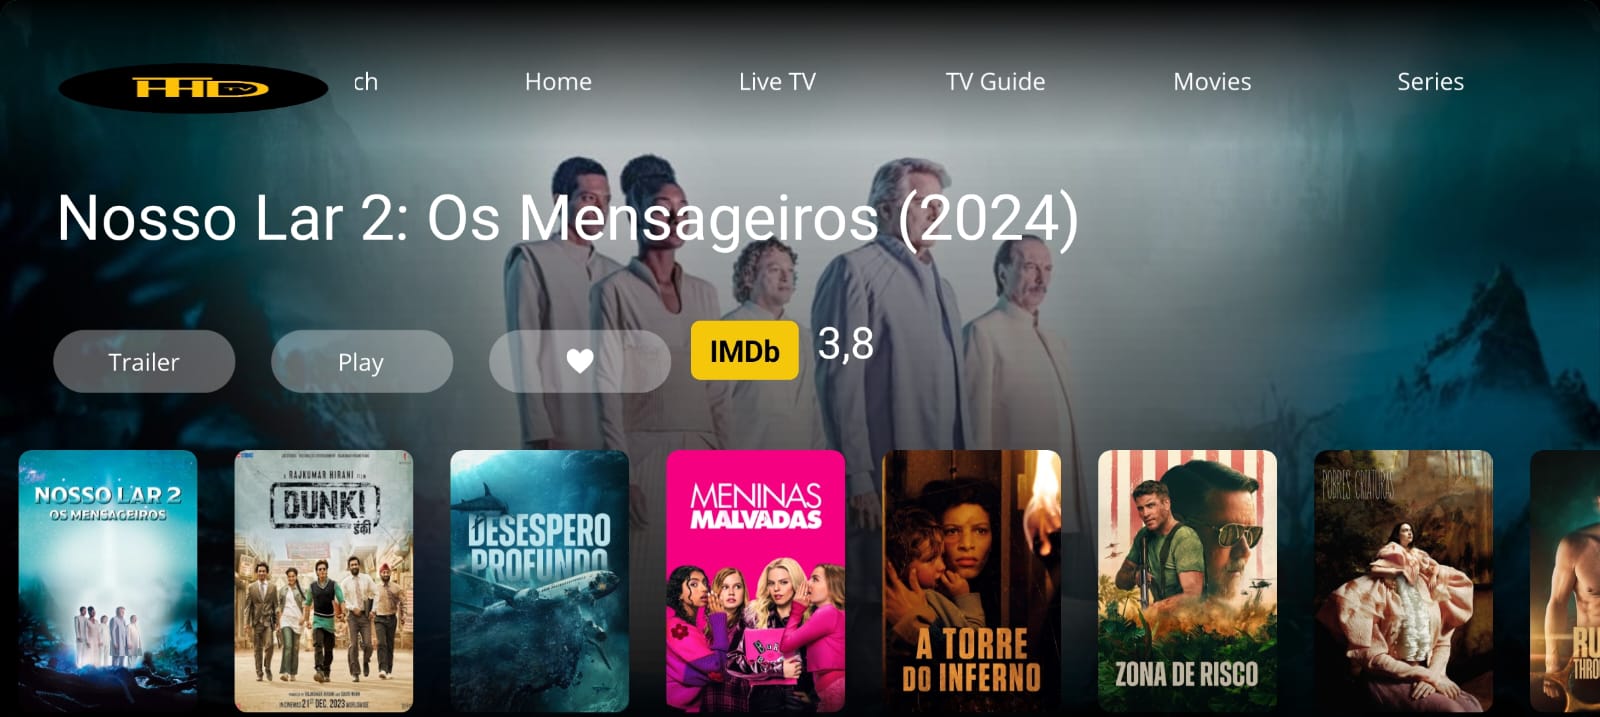 HD TV
ch
Home
Live TV
TV Guide
Movies
Series
Nosso Lar 2: Os Mensageiros (2024)
Trailer
Play
IMDb
3,8
NOSSO LAR 2
OS MENSAGEIROS
A RAJKUMAR HIRANI FILM
DUNKI
डंकी
IN CINEMAS 21ST DEC. 2023 WORLDWIDE
DESESPERO
PROFUNDO
MENINAS
MALVADAS
A TORRE
DO INFERNO
ZONA DE RISCO
POBRES CRIATURAS
RU
THRO